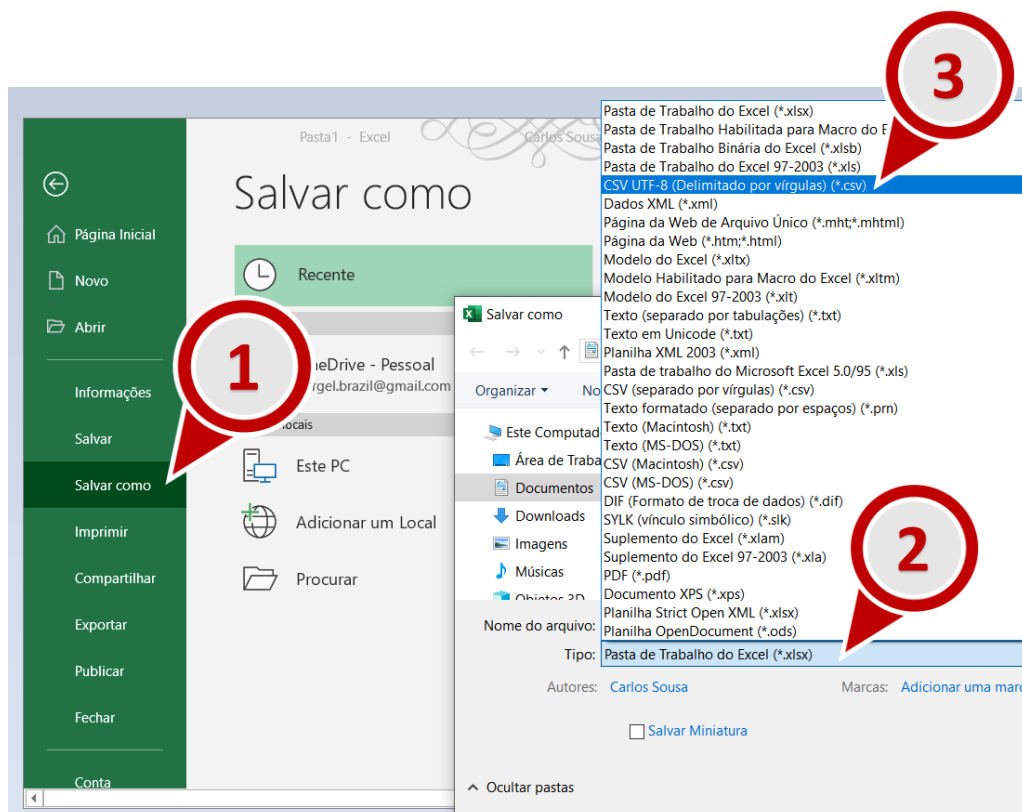 3
Pasta1 - Excel
Carlos Sousa
Salvar como
Página Inicial
Novo
Abrir
Informações
Salvar
Salvar como
Imprimir
Compartilhar
Exportar
Publicar
Fechar
Conta
Recente
1
neDrive - Pessoal
rgel.brazil@gmail.com
locais
Este PC
Adicionar um Local
Procurar
Salvar como
Organizar
No
Este Computad
Área de Traba
Documentos
Downloads
Imagens
Músicas
Objetos 3D
Pasta de Trabalho do Excel (*.xlsx)
Pasta de Trabalho Habilitada para Macro do E
Pasta de Trabalho Binária do Excel (*.xlsb)
Pasta de Trabalho do Excel 97-2003 (*.xls)
CSV UTF-8 (Delimitado por vírgulas) (*.csv)
Dados XML (*.xml)
Página da Web de Arquivo Único (*.mht;*.mhtml)
Página da Web (*.htm;*.html)
Modelo do Excel (*.xltx)
Modelo Habilitado para Macro do Excel (*.xltm)
Modelo do Excel 97-2003 (*.xlt)
Texto (separado por tabulações) (*.txt)
Texto em Unicode (*.txt)
Planilha XML 2003 (*.xml)
Pasta de trabalho do Microsoft Excel 5.0/95 (*.xls)
CSV (separado por vírgulas) (*.csv)
Texto formatado (separado por espaços) (*.prn)
Texto (Macintosh) (*.txt)
Texto (MS-DOS) (*.txt)
CSV (Macintosh) (*.csv)
CSV (MS-DOS) (*.csv)
DIF (Formato de troca de dados) (*.dif)
SYLK (vínculo simbólico) (*.slk)
Suplemento do Excel (*.xlam)
Suplemento do Excel 97-2003 (*.xla)
PDF (*.pdf)
Documento XPS (*.xps)
Planilha Strict Open XML (*.xlsx)
Planilha OpenDocument (*.ods)
2
Nome do arquivo:
Tipo: Pasta de Trabalho do Excel (*.xlsx)
Autores: Carlos Sousa
Marcas: Adicionar uma marc
Salvar Miniatura
Ocultar pastas